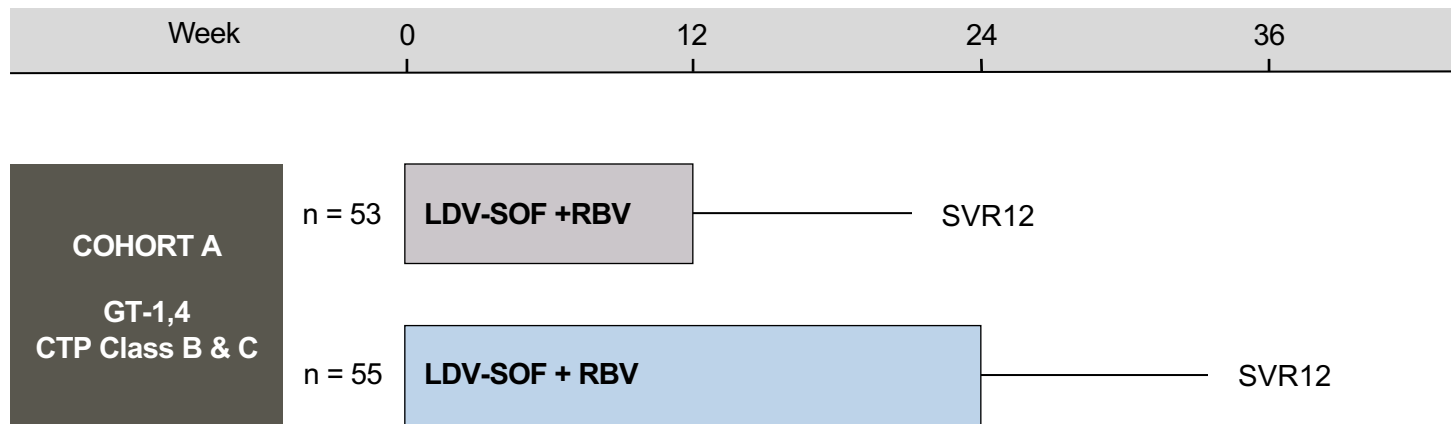 Week 0 12 24 36
COHORT A
GT-1,4
CTP Class B & C
n = 53 LDV-SOF +RBV SVR12
n = 55 LDV-SOF + RBV SVR12